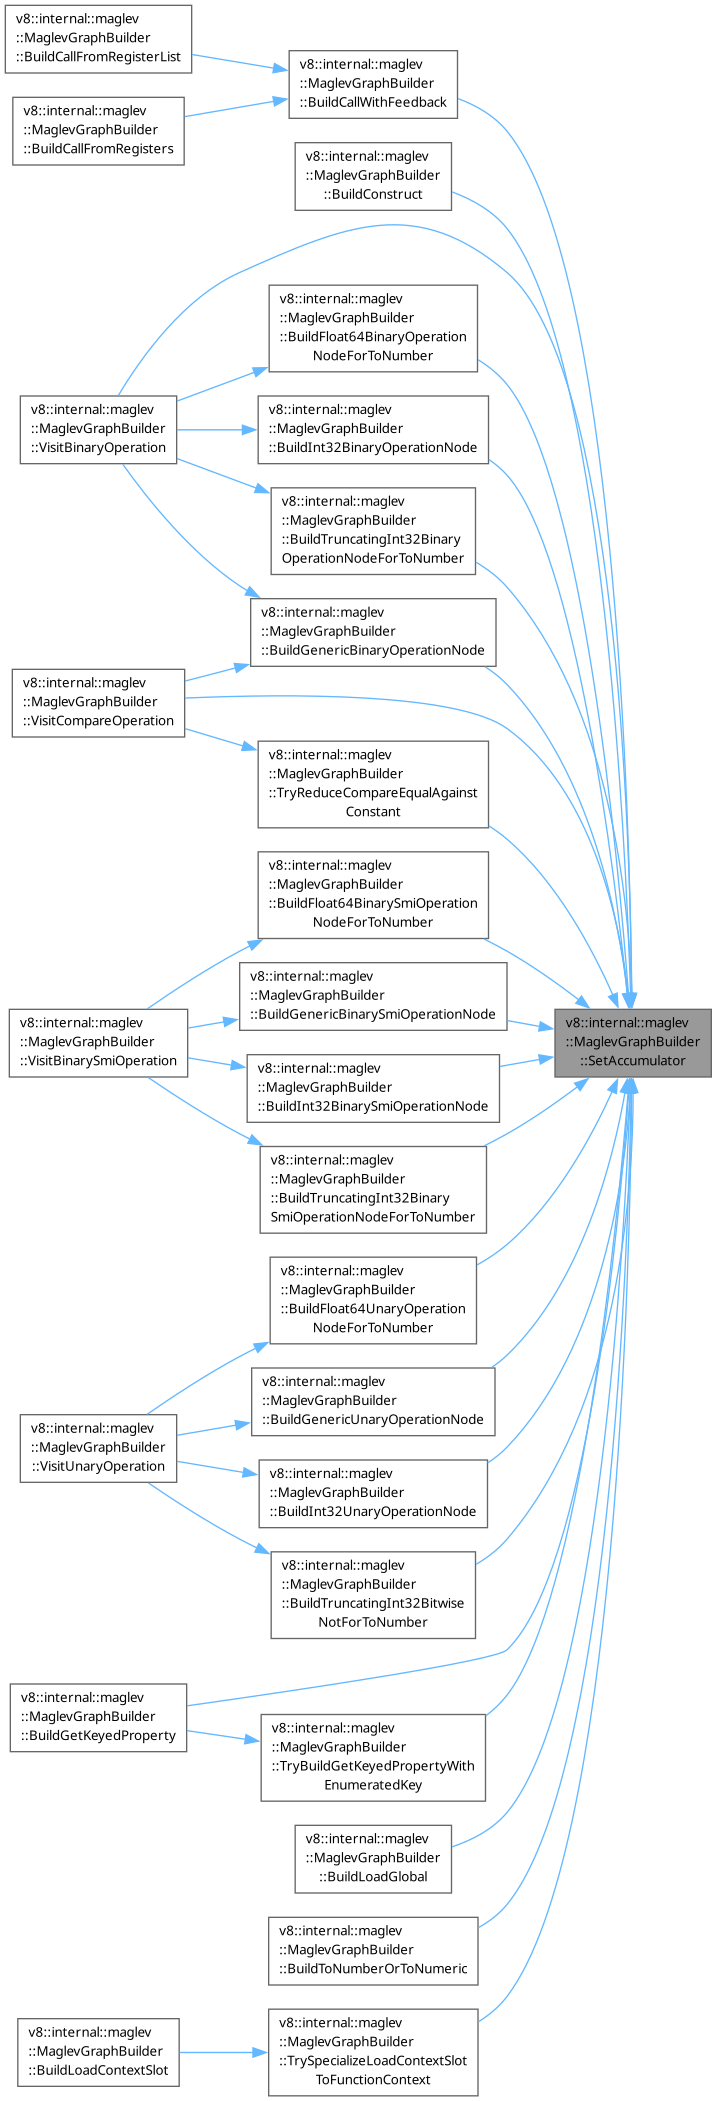 v8::internal::maglev
::MaglevGraphBuilder
::BuildCallFromRegisterList
v8::internal::maglev
::MaglevGraphBuilder
::BuildCallWithFeedback
v8::internal::maglev
::MaglevGraphBuilder
::BuildCallFromRegisters
v8::internal::maglev
::MaglevGraphBuilder
::BuildConstruct
v8::internal::maglev
::MaglevGraphBuilder
::BuildFloat64BinaryOperation
NodeForToNumber
v8::internal::maglev
::MaglevGraphBuilder
::VisitBinaryOperation
v8::internal::maglev
::MaglevGraphBuilder
::BuildInt32BinaryOperationNode
v8::internal::maglev
::MaglevGraphBuilder
::BuildTruncatingInt32Binary
OperationNodeForToNumber
v8::internal::maglev
::MaglevGraphBuilder
::BuildGenericBinaryOperationNode
v8::internal::maglev
::MaglevGraphBuilder
::VisitCompareOperation
v8::internal::maglev
::MaglevGraphBuilder
::TryReduceCompareEqualAgainst
Constant
v8::internal::maglev
::MaglevGraphBuilder
::BuildFloat64BinarySmiOperation
NodeForToNumber
v8::internal::maglev
::MaglevGraphBuilder
::BuildGenericBinarySmiOperationNode
v8::internal::maglev
::MaglevGraphBuilder
::VisitBinarySmiOperation
v8::internal::maglev
::MaglevGraphBuilder
::SetAccumulator
v8::internal::maglev
::MaglevGraphBuilder
::BuildInt32BinarySmiOperationNode
v8::internal::maglev
::MaglevGraphBuilder
::BuildTruncatingInt32Binary
SmiOperationNodeForToNumber
v8::internal::maglev
::MaglevGraphBuilder
::BuildFloat64UnaryOperation
NodeForToNumber
v8::internal::maglev
::MaglevGraphBuilder
::BuildGenericUnaryOperationNode
v8::internal::maglev
::MaglevGraphBuilder
::VisitUnaryOperation
v8::internal::maglev
::MaglevGraphBuilder
::BuildInt32UnaryOperationNode
v8::internal::maglev
::MaglevGraphBuilder
::BuildTruncatingInt32Bitwise
NotForToNumber
v8::internal::maglev
::MaglevGraphBuilder
::BuildGetKeyedProperty
v8::internal::maglev
::MaglevGraphBuilder
::TryBuildGetKeyedPropertyWith
EnumeratedKey
v8::internal::maglev
::MaglevGraphBuilder
::BuildLoadGlobal
v8::internal::maglev
::MaglevGraphBuilder
::BuildToNumberOrToNumeric
v8::internal::maglev
::MaglevGraphBuilder
::TrySpecializeLoadContextSlot
ToFunctionContext
v8::internal::maglev
::MaglevGraphBuilder
::BuildLoadContextSlot